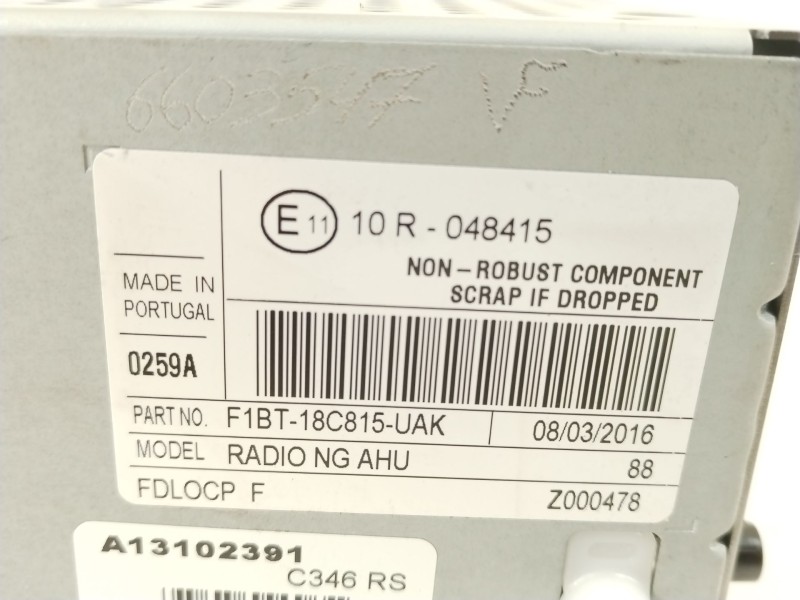 VF
E 11 10 R - 048415
NON - ROBUST COMPONENT
SCRAP IF DROPPED
MADE IN
PORTUGAL
0259A
PART NO. F1BT-18C815-UAK 08/03/2016
MODEL RADIO NG AHU 88
FDLOCP F Z000478
A13102391
C346 RS